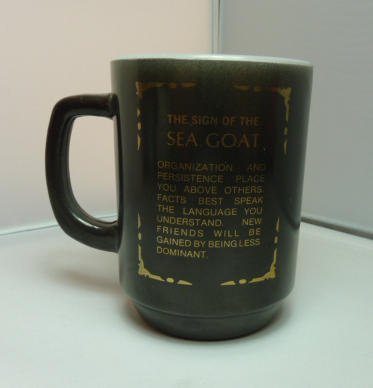 THE SIGN OF THE
SEA GOAT
ORGANIZATION AND
PERSISTENCE PLACE
YOU ABOVE OTHERS.
FACTS BEST SPEAK
THE LANGUAGE YOU
UNDERSTAND. NEW
FRIENDS WILL BE
GAINED BY BEING LESS
DOMINANT.